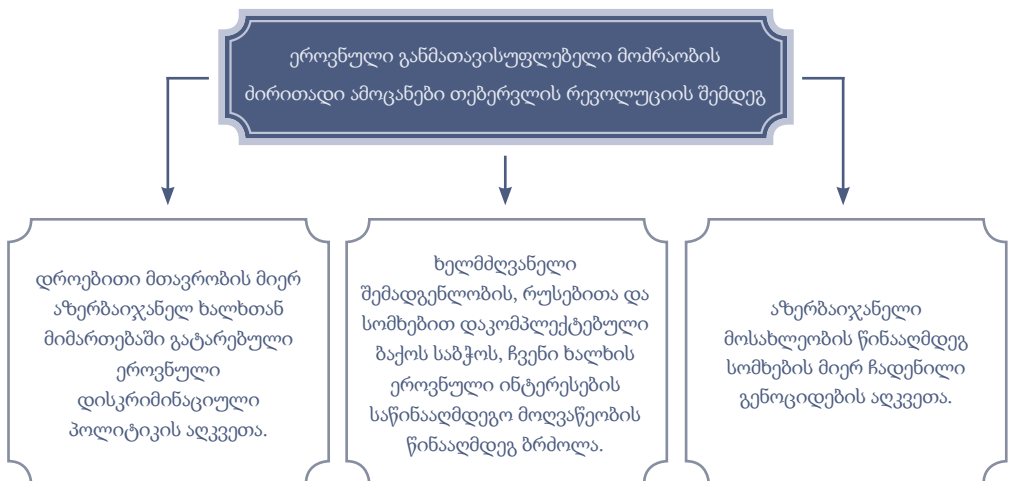 ეროვნული განმათავისუფლებელი მოძრაობის
ძირითადი ამოცანები თებერვლის რევოლუციის შემდეგ
დროებითი მთავრობის მიერ
აზერბაიჯანელ ხალხთან
მიმართებაში გატარებული
ეროვნული
დისკრიმინაციული
პოლიტიკის აღკვეთა.
ხელმძღვანელი
შემადგენლობის, რუსებითა და
სომხებით დაკომპლექტებული
ბაქოს საბჭოს, ჩვენი ხალხის
ეროვნული ინტერესების
საწინააღმდეგო მოღვაწეობის
წინააღმდეგ ბრძოლა.
აზერბაიჯანელი
მოსახლეობის წინააღმდეგ
სომხების მიერ ჩადენილი
გენოციდების აღკვეთა.